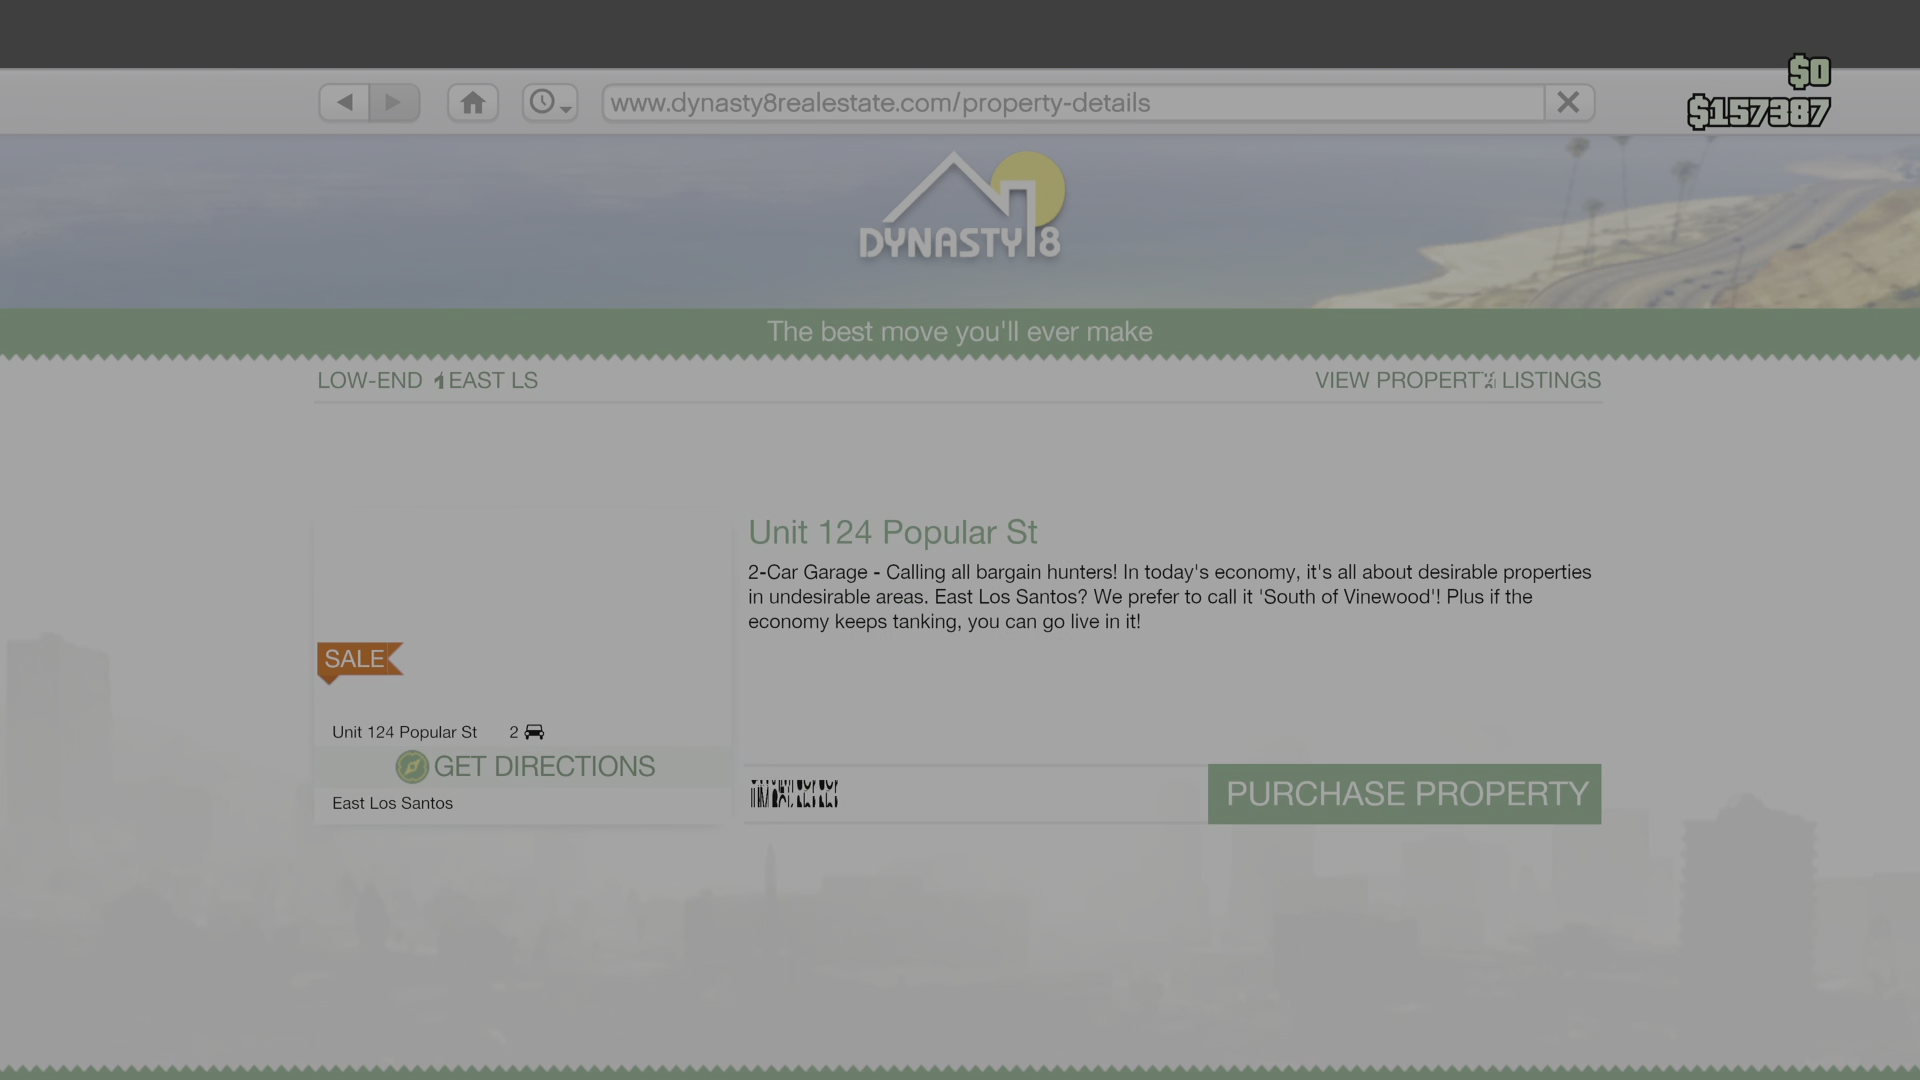 $0
www.dynasty8realestate.com/property-details
$157387
DYNASTY 8
The best move you'll ever make
LOW-END EAST LS
VIEW PROPERTY LISTINGS
Unit 124 Popular St
2-Car Garage - Calling all bargain hunters! In today's economy, it's all about desirable properties
in undesirable areas. East Los Santos? We prefer to call it 'South of Vinewood'! Plus if the
economy keeps tanking, you can go live in it!
SALE
Unit 124 Popular St 2
GET DIRECTIONS
East Los Santos
PURCHASE PROPERTY